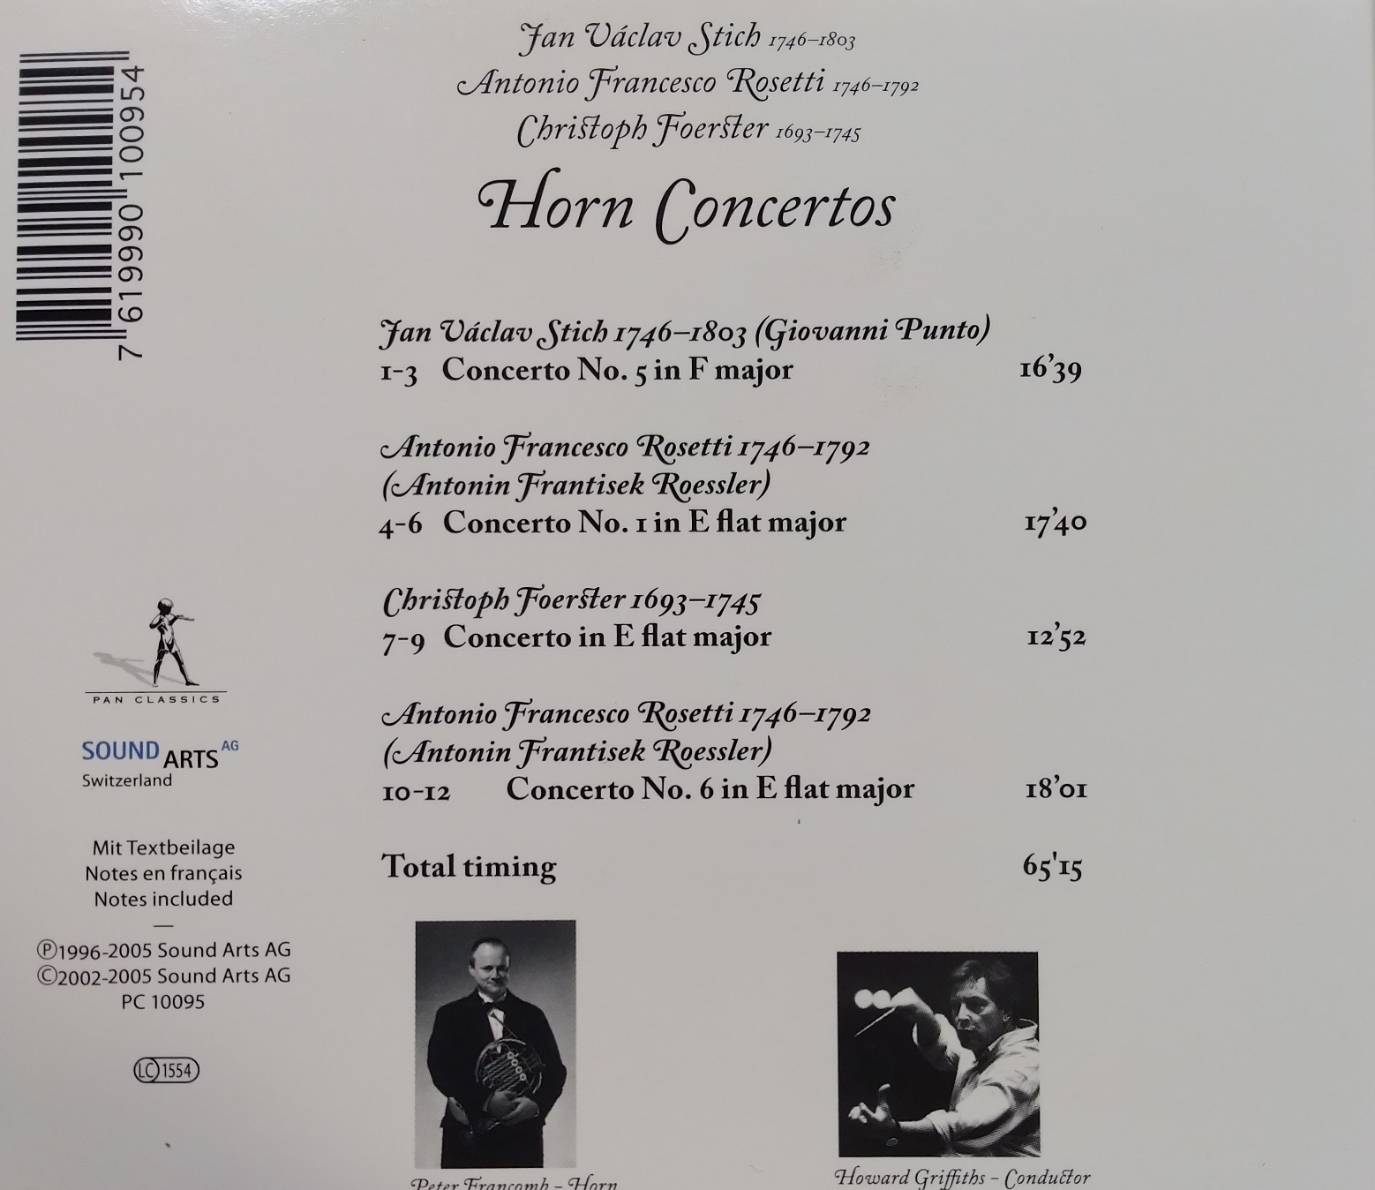 Jan Václav Stich 1746–1803
Antonio Francesco Rosetti 1746–1792
Christoph Foerster 1693–1745
Horn Concertos
7 619990 100954
Jan Václav Stich 1746–1803 (Giovanni Punto)
1-3 Concerto No. 5 in F major 16’39
Antonio Francesco Rosetti 1746–1792
(Antonin Frantisek Roessler)
4-6 Concerto No. 1 in E flat major 17’40
Christoph Foerster 1693–1745
7-9 Concerto in E flat major 12’52
Antonio Francesco Rosetti 1746–1792
(Antonin Frantisek Roessler)
10-12 Concerto No. 6 in E flat major 18’01
Total timing 65'15
PAN CLASSICS
SOUND ARTS AG
Switzerland
Mit Textbeilage
Notes en français
Notes included
Ⓟ1996-2005 Sound Arts AG
©2002-2005 Sound Arts AG
PC 10095
LC 1554
Peter Francomb – Horn
Howard Griffiths – Conductor